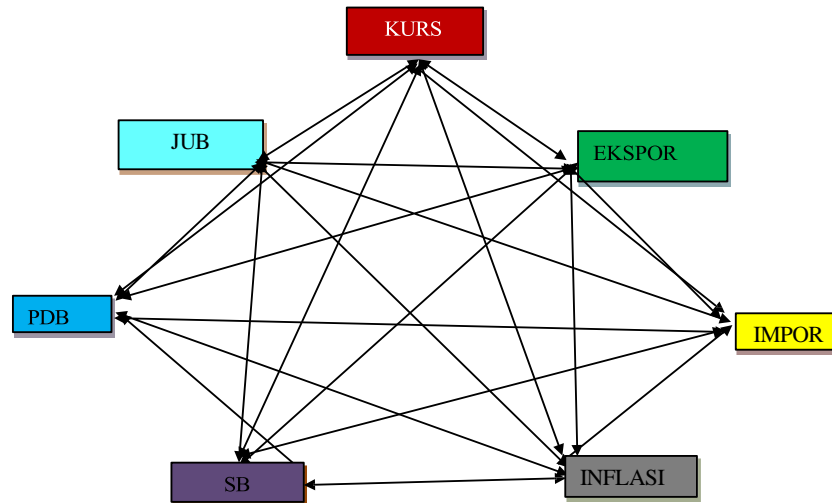 KURS
JUB
EKSPOR
PDB
IMPOR
SB
INFLASI